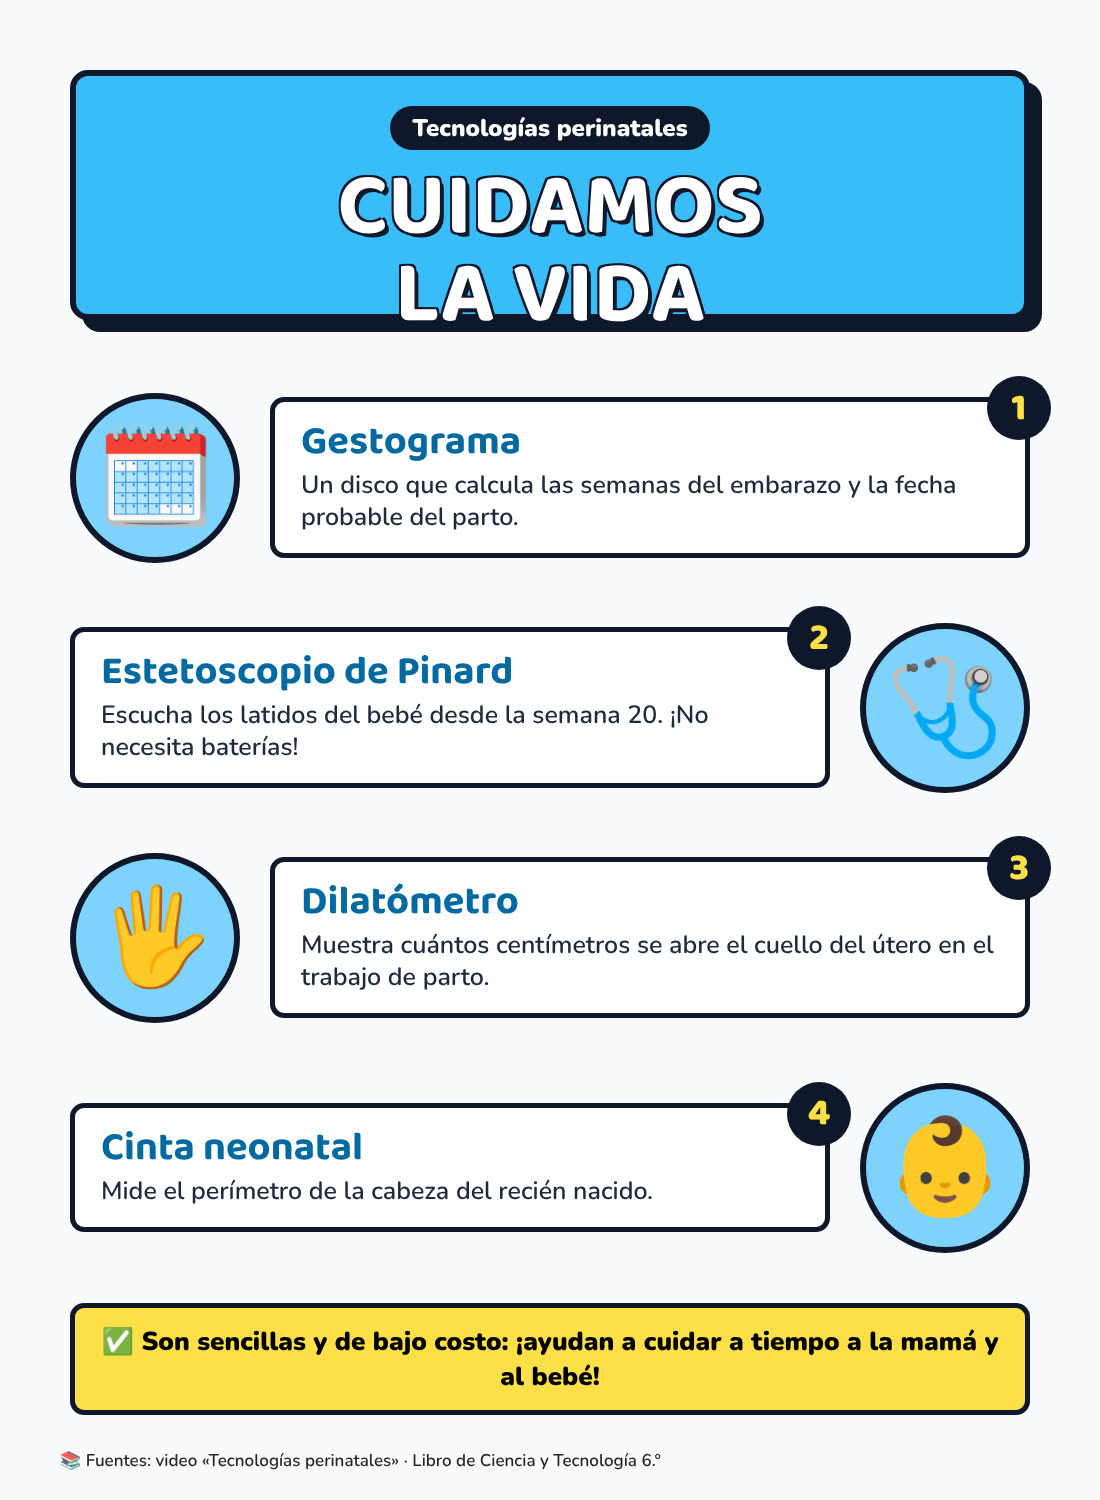 Tecnologías perinatales
CUIDAMOS
LA VIDA
1
Gestograma
Un disco que calcula las semanas del embarazo y la fecha
probable del parto.
2
Estetoscopio de Pinard
Escucha los latidos del bebé desde la semana 20. ¡No
necesita baterías!
3
Dilatómetro
Muestra cuántos centímetros se abre el cuello del útero en el
trabajo de parto.
4
Cinta neonatal
Mide el perímetro de la cabeza del recién nacido.
✅ Son sencillas y de bajo costo: ¡ayudan a cuidar a tiempo a la mamá y
al bebé!
📚 Fuentes: video «Tecnologías perinatales» · Libro de Ciencia y Tecnología 6.°